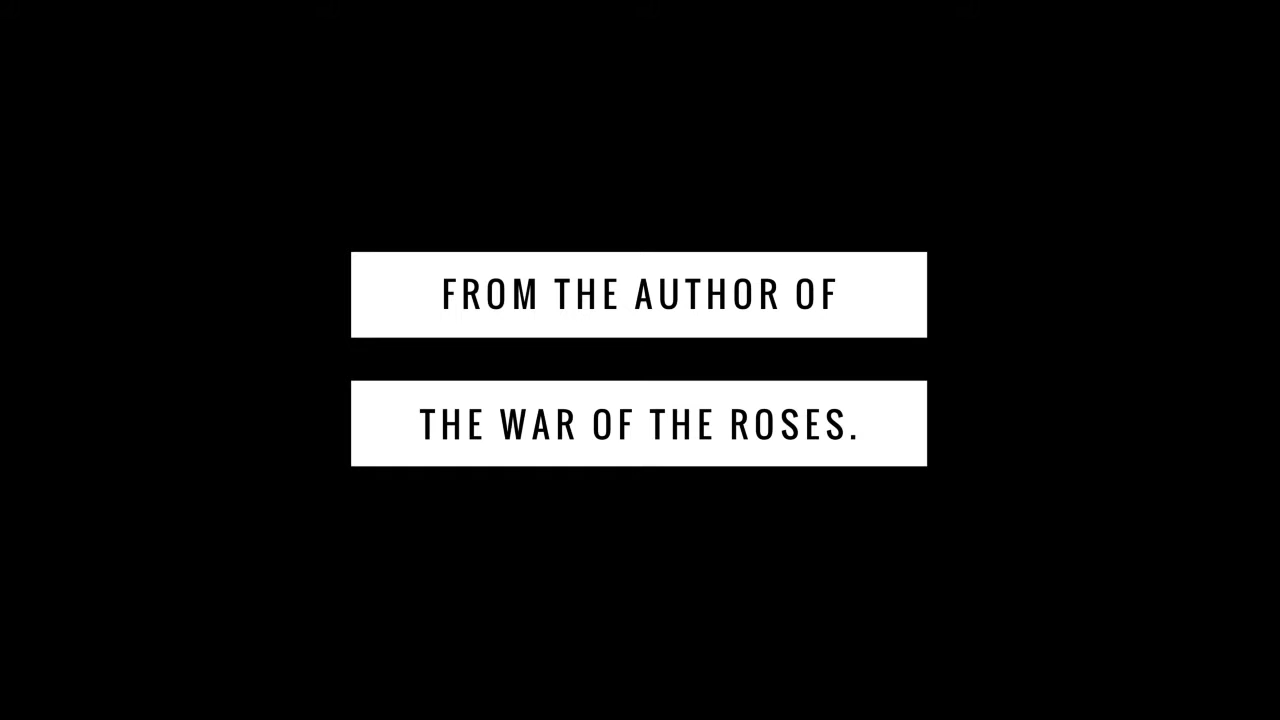 FROM THE AUTHOR OF
THE WAR OF THE ROSES.